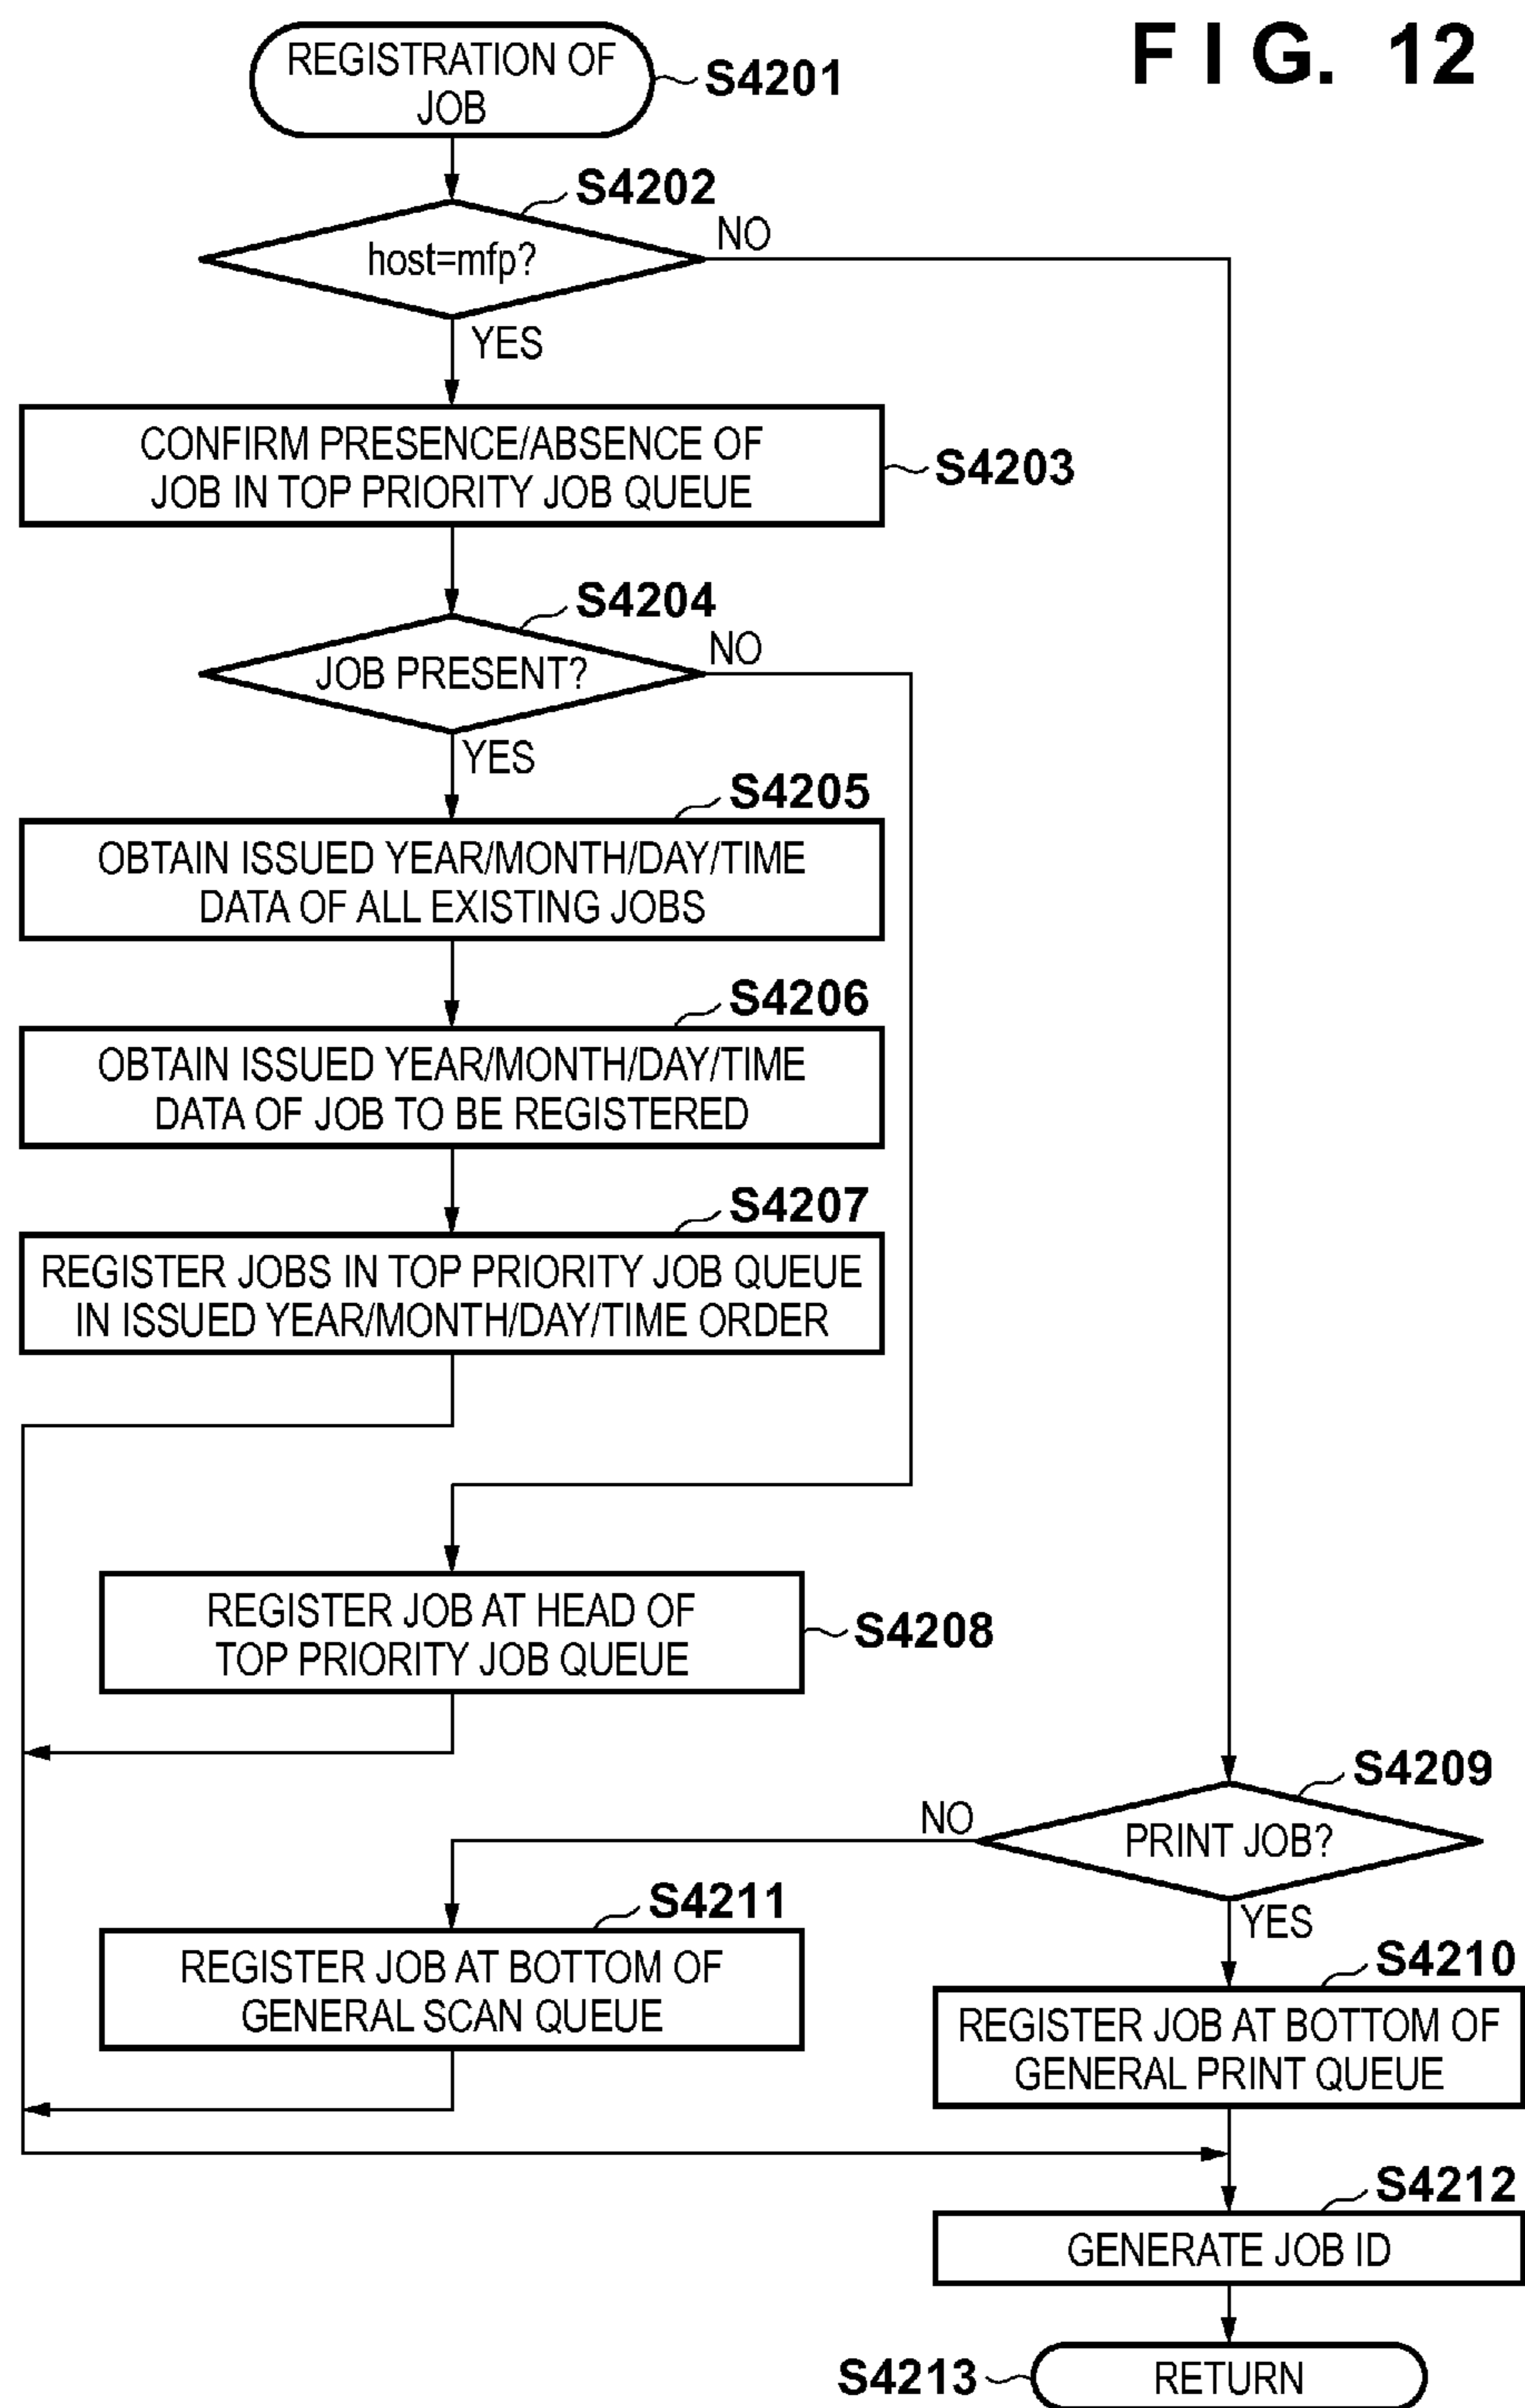 F I G. 12
REGISTRATION OF
JOB
S4201
S4202
host=mfp?
NO
YES
CONFIRM PRESENCE/ABSENCE OF
JOB IN TOP PRIORITY JOB QUEUE
S4203
S4204
JOB PRESENT?
NO
YES
S4205
OBTAIN ISSUED YEAR/MONTH/DAY/TIME
DATA OF ALL EXISTING JOBS
S4206
OBTAIN ISSUED YEAR/MONTH/DAY/TIME
DATA OF JOB TO BE REGISTERED
S4207
REGISTER JOBS IN TOP PRIORITY JOB QUEUE
IN ISSUED YEAR/MONTH/DAY/TIME ORDER
REGISTER JOB AT HEAD OF
TOP PRIORITY JOB QUEUE
S4208
S4209
PRINT JOB?
NO
YES
S4211
REGISTER JOB AT BOTTOM OF
GENERAL SCAN QUEUE
S4210
REGISTER JOB AT BOTTOM OF
GENERAL PRINT QUEUE
S4212
GENERATE JOB ID
S4213
RETURN